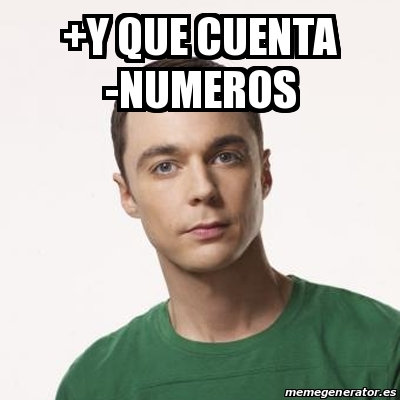 +Y QUE CUENTA
-NUMEROS
memegenerator.es